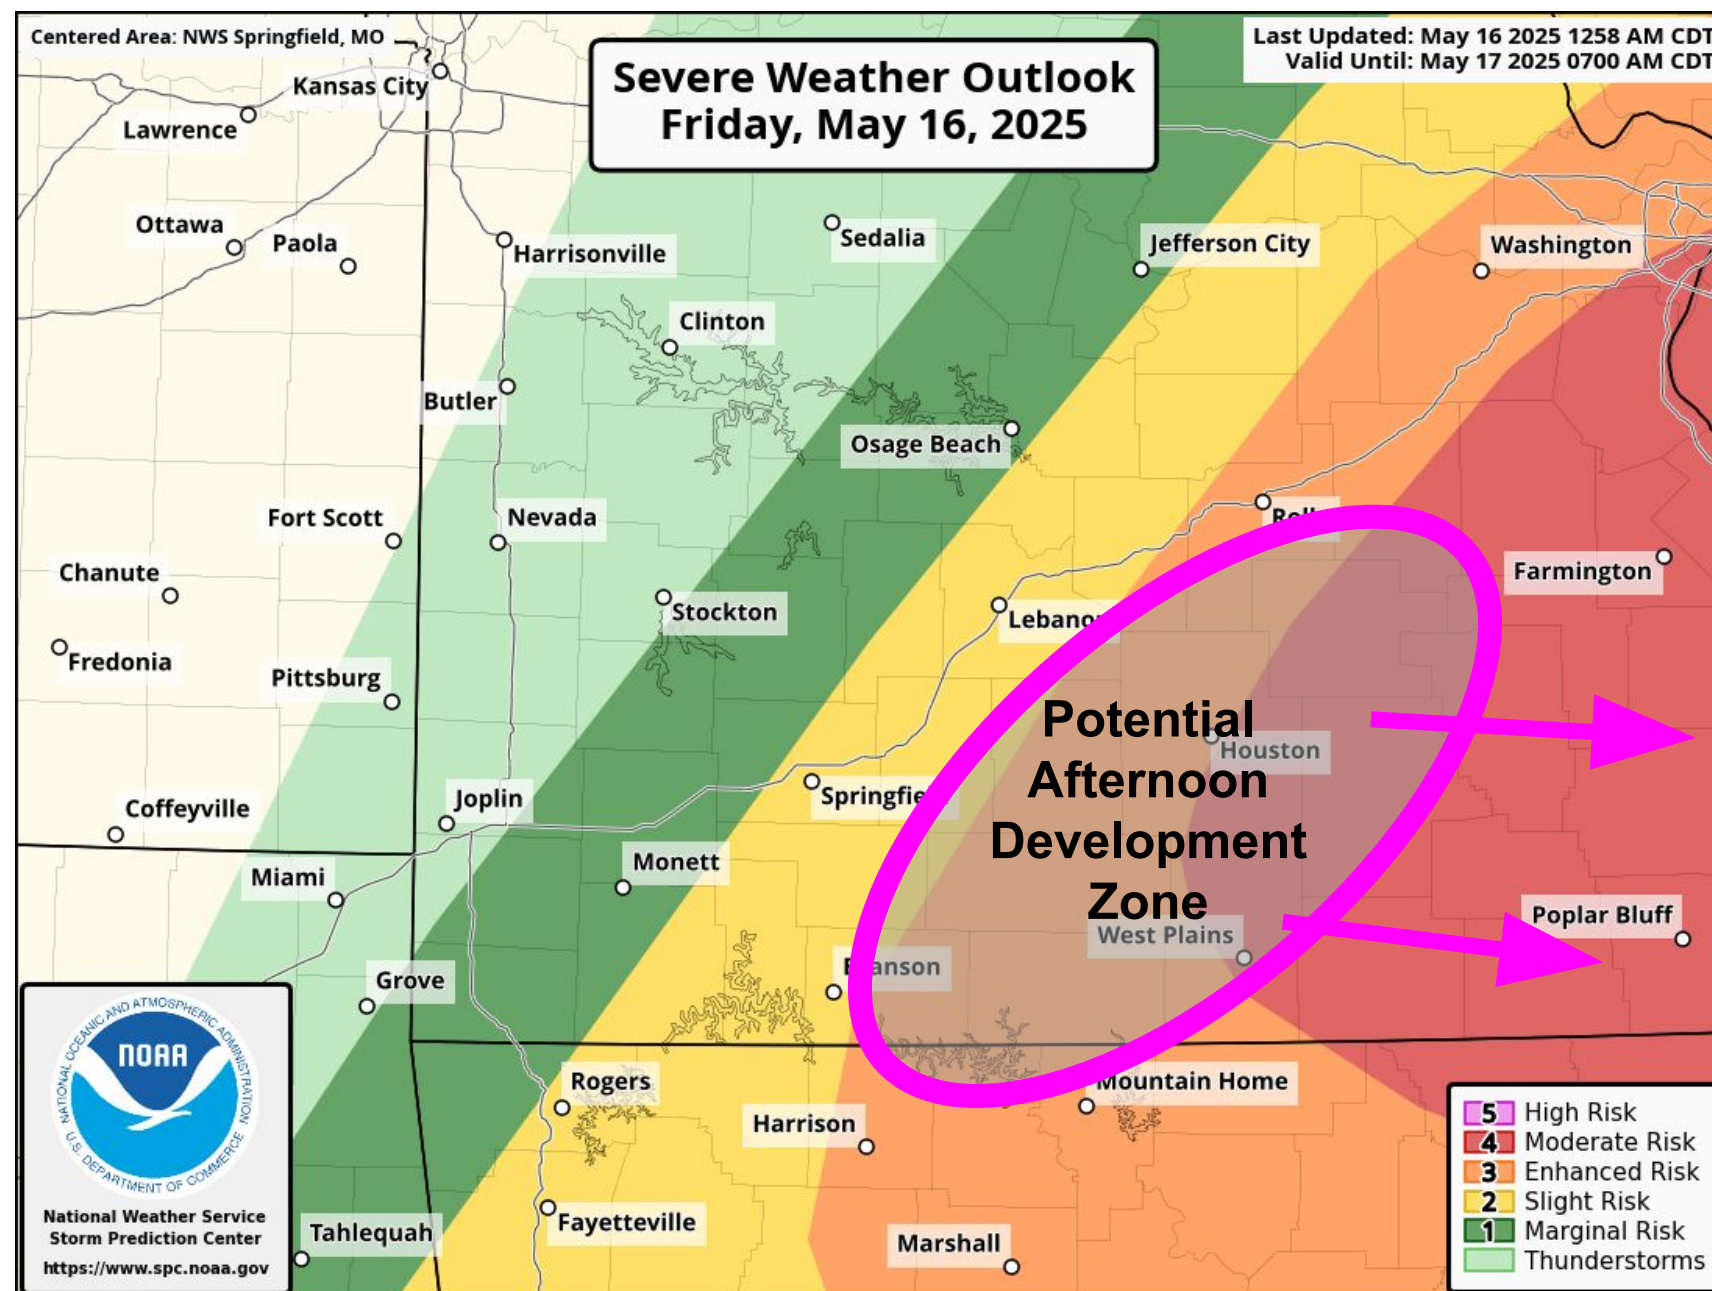 Centered Area: NWS Springfield, MO
Last Updated: May 16 2025 1258 AM CDT
Valid Until: May 17 2025 0700 AM CDT
Severe Weather Outlook
Friday, May 16, 2025
Kansas City
Lawrence
Ottawa
Paola
Harrisonville
Sedalia
Jefferson City
Washington
Clinton
Butler
Osage Beach
Fort Scott
Nevada
Chanute
Farmington
Stockton
Fredonia
Pittsburg
Potential
Afternoon
Development
Zone
Houston
Coffeyville
Joplin
Miami
Monett
West Plains
Poplar Bluff
Grove
Rogers
Mountain Home
Harrison
Fayetteville
Tahlequah
Marshall
NATIONAL OCEANIC AND ATMOSPHERIC ADMINISTRATION
NOAA
U.S. DEPARTMENT OF COMMERCE
National Weather Service
Storm Prediction Center
https://www.spc.noaa.gov
5 High Risk
4 Moderate Risk
3 Enhanced Risk
2 Slight Risk
1 Marginal Risk
Thunderstorms